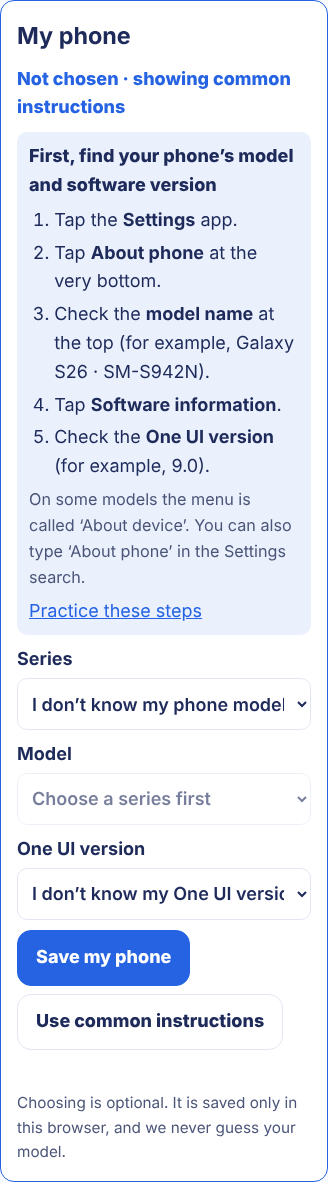 My phone
Not chosen · showing common
instructions
First, find your phone’s model
and software version
1. Tap the Settings app.
2. Tap About phone at the
very bottom.
3. Check the model name at
the top (for example, Galaxy
S26 · SM-S942N).
4. Tap Software information.
5. Check the One UI version
(for example, 9.0).
On some models the menu is
called ‘About device’. You can also
type ‘About phone’ in the Settings
search.
Practice these steps
Series
I don’t know my phone model
Model
Choose a series first
One UI version
I don’t know my One UI versio
Save my phone
Use common instructions
Choosing is optional. It is saved only in
this browser, and we never guess your
model.